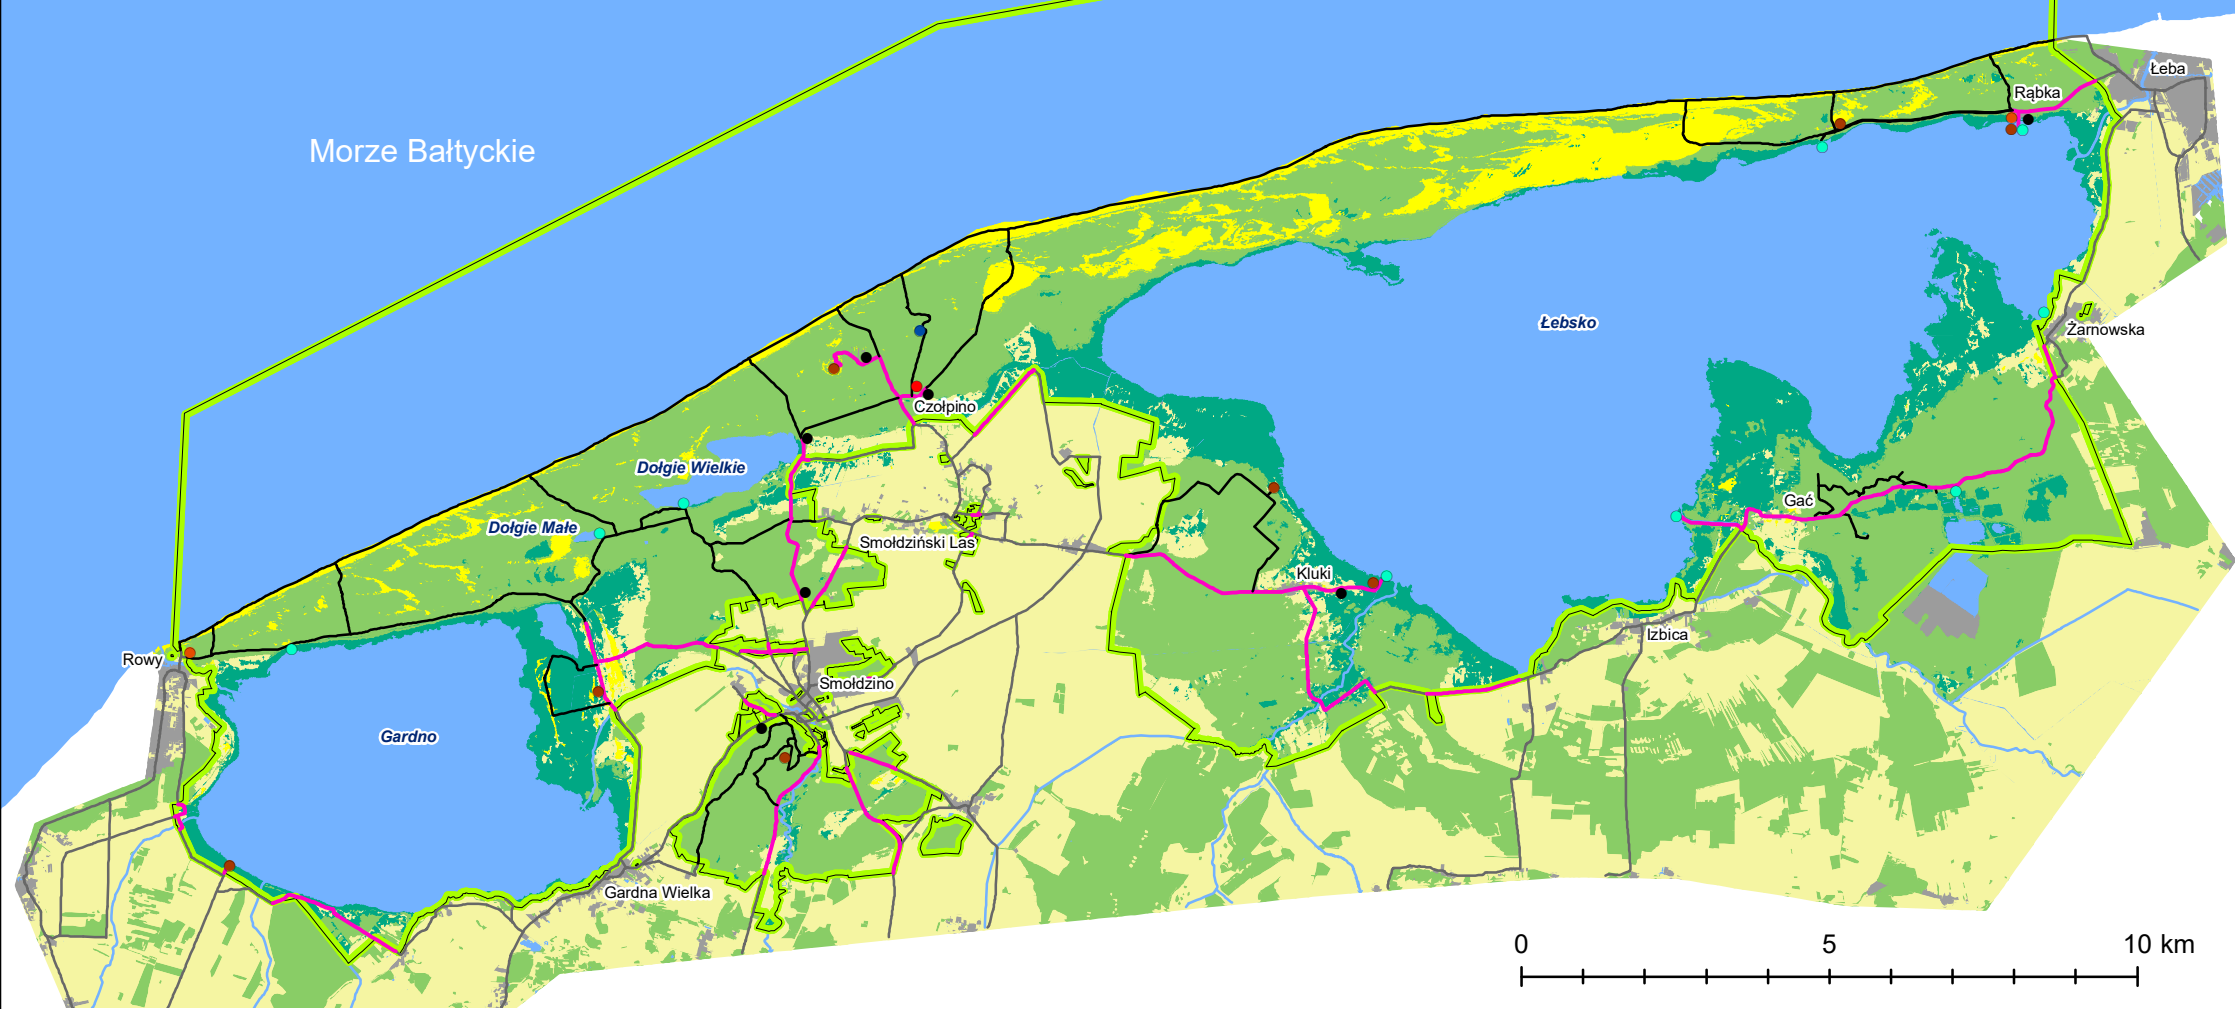 Łeba
Rąbka
Morze Bałtyckie
Łebsko
Żarnowska
Czołpino
Dołgie Wielkie
Gać
Dołgie Małe
Smołdziński Las
Kluki
Izbica
Rowy
Smołdzino
Gardno
Gardna Wielka
0 5 10 km